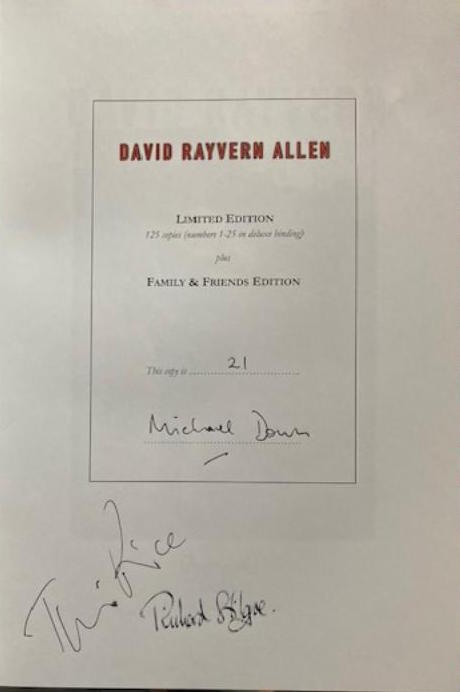 DAVID RAYVERN ALLEN
LIMITED EDITION
125 copies (numbers 1-25 in deluxe binding)
plus
FAMILY & FRIENDS EDITION
This copy is 21
Michael Down
Tim Rice
Richard Stilgoe.